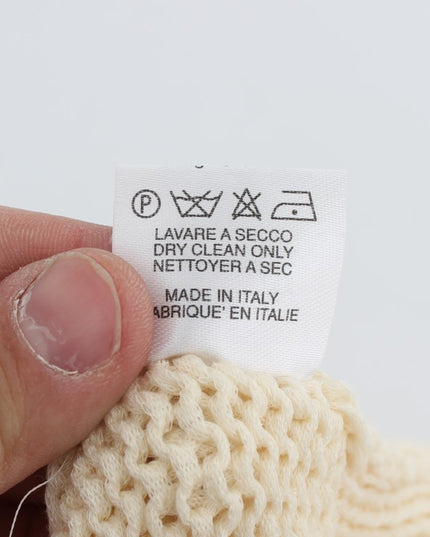 P
LAVARE A SECCO
DRY CLEAN ONLY
NETTOYER A SEC
MADE IN ITALY
ABRIQUE' EN ITALIE